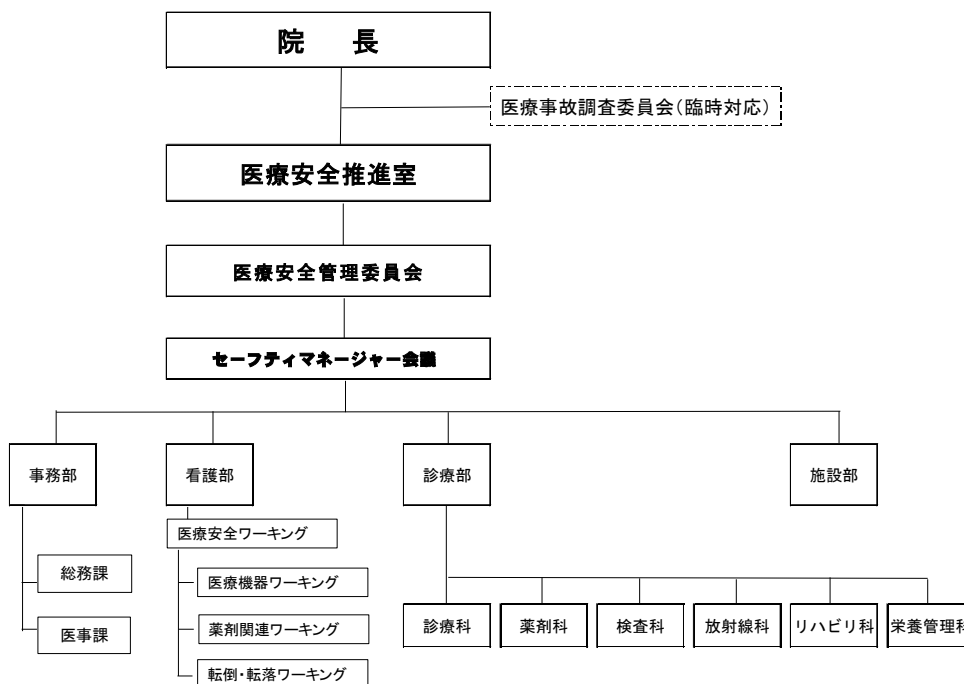 院　長
医療事故調査委員会(臨時対応)
医療安全推進室
医療安全管理委員会
セーフティマネージャー会議
事務部
看護部
診療部
施設部
医療安全ワーキング
総務課
医療機器ワーキング
医事課
薬剤関連ワーキング
転倒・転落ワーキング
診療科
薬剤科
検査科
放射線科
リハビリ科
栄養管理科